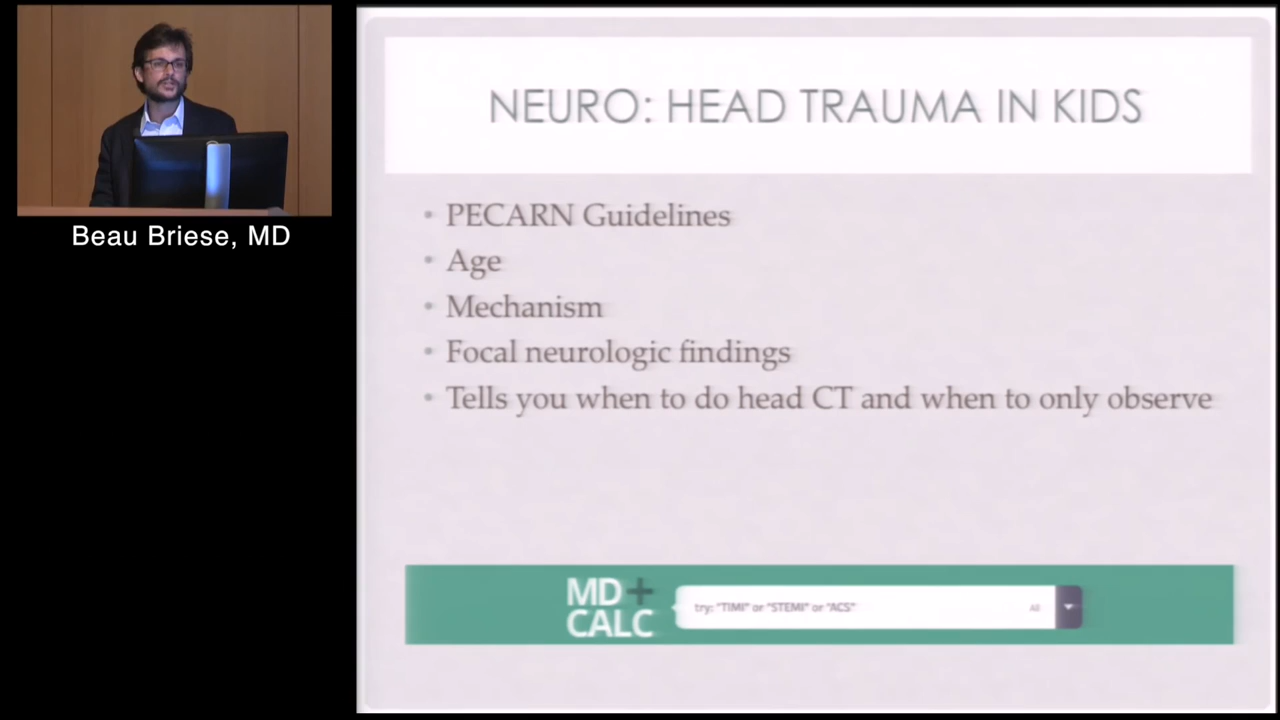 Beau Briese, MD
NEURO: HEAD TRAUMA IN KIDS
• PECARN Guidelines
• Age
• Mechanism
• Focal neurologic findings
• Tells you when to do head CT and when to only observe
MD+
CALC
try: "TIMI" or "STEMI" or "ACS"
All